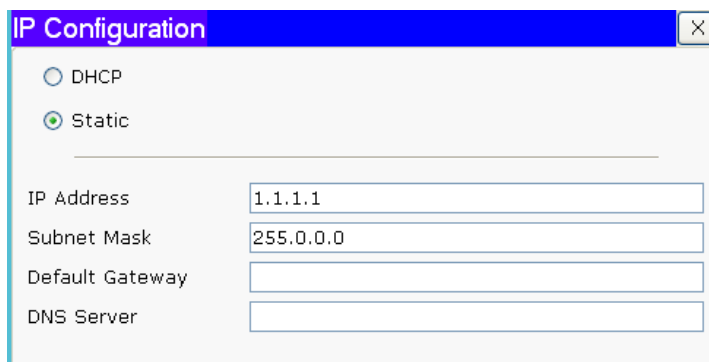 IP Configuration
DHCP
Static
IP Address 1.1.1.1
Subnet Mask 255.0.0.0
Default Gateway
DNS Server